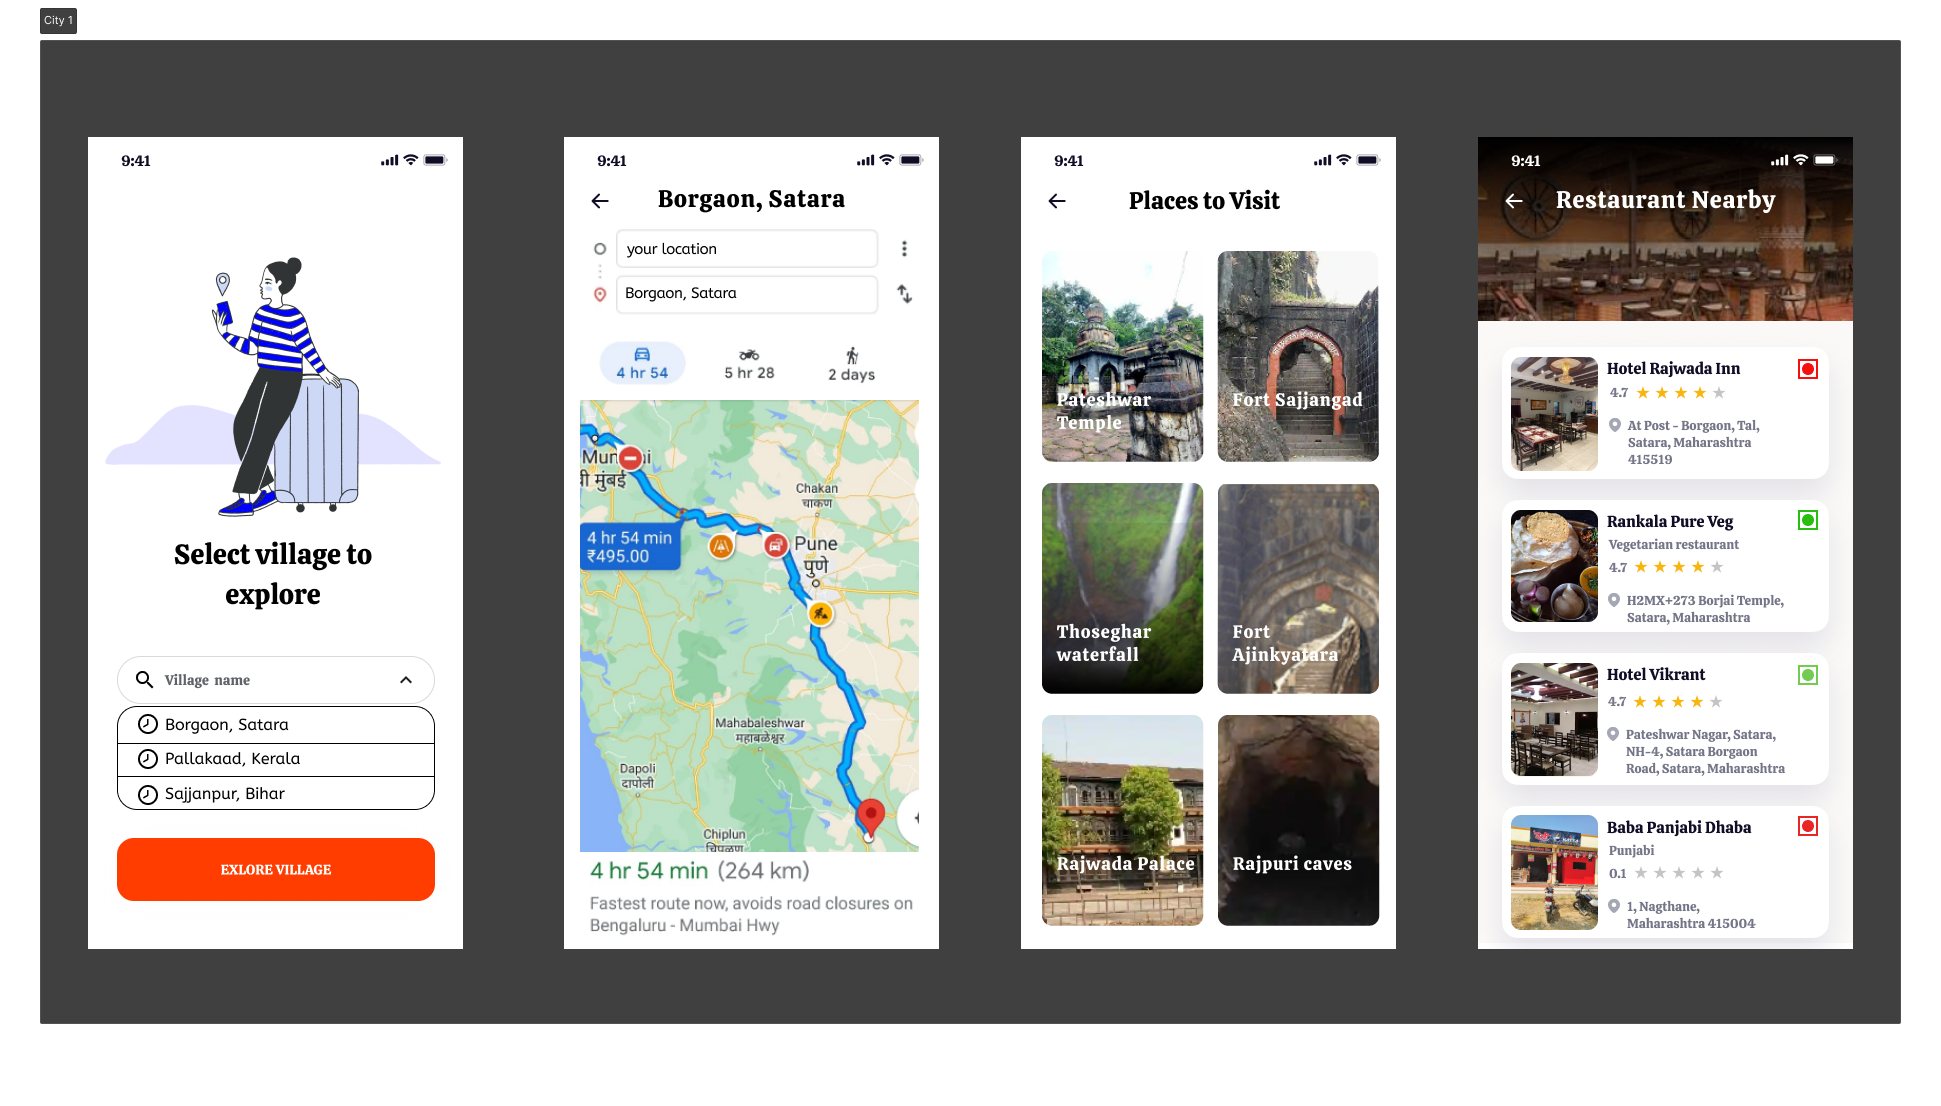 City 1
9:41
Select village to
explore
Village name
Borgaon, Satara
Pallakaad, Kerala
Sajjanpur, Bihar
EXLORE VILLAGE
9:41
Borgaon, Satara
your location
Borgaon, Satara
4 hr 54
5 hr 28
2 days
Chakan
चाकण
4 hr 54 min
₹495.00
Pune
पुणे
Mahabaleshwar
महाबळेश्वर
Dapoli
दापोली
Chiplun
चिपळूण
4 hr 54 min (264 km)
Fastest route now, avoids road closures on
Bengaluru - Mumbai Hwy
9:41
Places to Visit
Pateshwar
Temple
Fort Sajjangad
Thoseghar
waterfall
Fort
Ajinkyatara
Rajwada Palace
Rajpuri caves
9:41
Restaurant Nearby
Hotel Rajwada Inn
4.7
At Post - Borgaon, Tal,
Satara, Maharashtra
415519
Rankala Pure Veg
Vegetarian restaurant
4.7
H2MX+273 Borjai Temple,
Satara, Maharashtra
Hotel Vikrant
4.7
Pateshwar Nagar, Satara,
NH-4, Satara Borgaon
Road, Satara, Maharashtra
Baba Panjabi Dhaba
Punjabi
0.1
1, Nagthane,
Maharashtra 415004